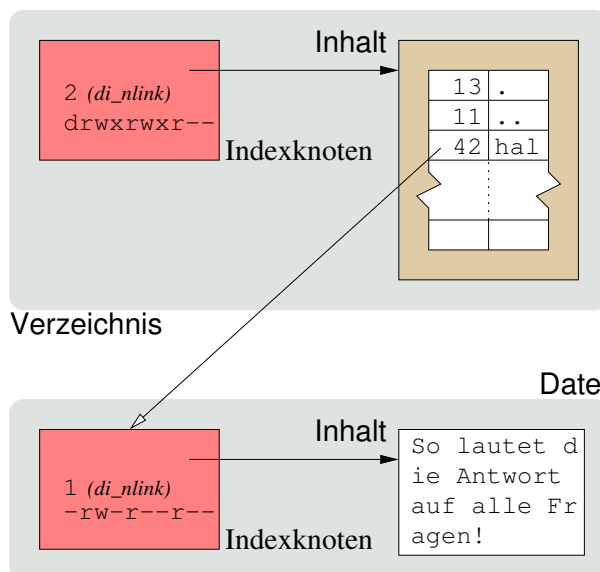 Inhalt
2 (di_nlink)
drwxrwxr--
Indexknoten
13 .
11 ..
42 hal
Verzeichnis
Date
Inhalt
1 (di_nlink)
-rw-r--r--
Indexknoten
So lautet d
ie Antwort
auf alle Fr
agen!